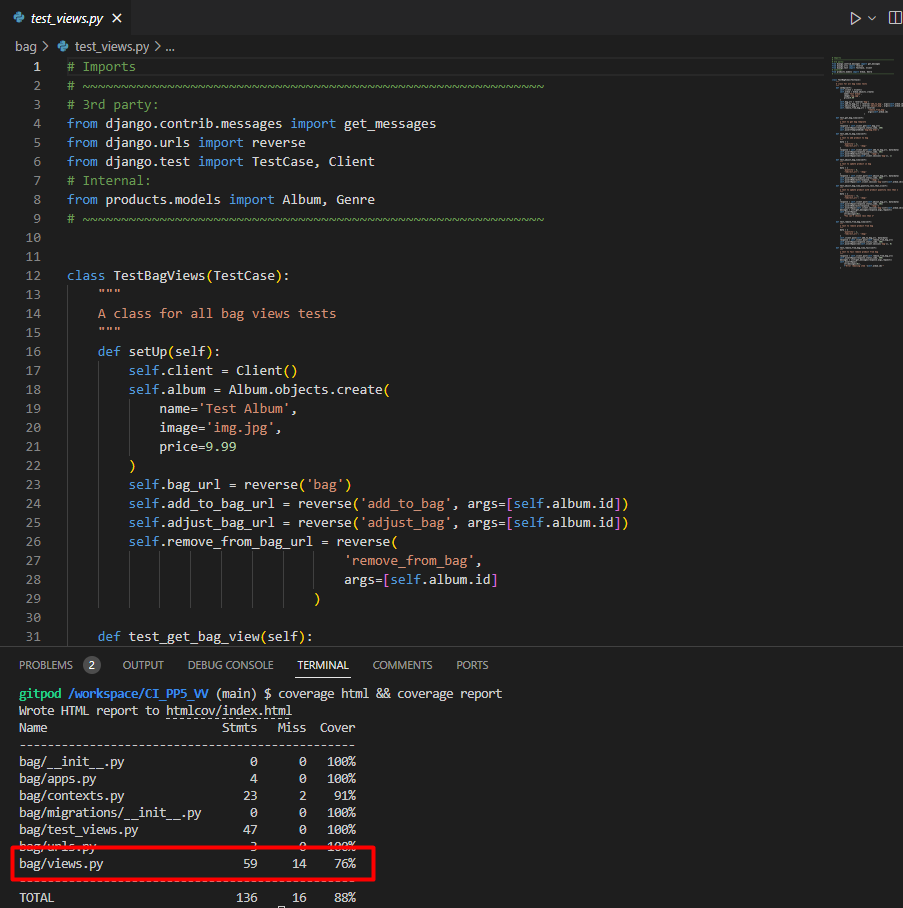 test_views.py
bag > test_views.py > ...
1 # Imports
2 # ~~~~~~~~~~~~~~~~~~~~~~~~~~~~~~~~~~~~~~~~~~~~~~~~~~~~~~~~~~~~
3 # 3rd party:
4 from django.contrib.messages import get_messages
5 from django.urls import reverse
6 from django.test import TestCase, Client
7 # Internal:
8 from products.models import Album, Genre
9 # ~~~~~~~~~~~~~~~~~~~~~~~~~~~~~~~~~~~~~~~~~~~~~~~~~~~~~~~~~~~~
10
11
12 class TestBagViews(TestCase):
13     """
14     A class for all bag views tests
15     """
16     def setUp(self):
17         self.client = Client()
18         self.album = Album.objects.create(
19             name='Test Album',
20             image='img.jpg',
21             price=9.99
22         )
23         self.bag_url = reverse('bag')
24         self.add_to_bag_url = reverse('add_to_bag', args=[self.album.id])
25         self.adjust_bag_url = reverse('adjust_bag', args=[self.album.id])
26         self.remove_from_bag_url = reverse(
27                                     'remove_from_bag',
28                                     args=[self.album.id]
29                                 )
30
31     def test_get_bag_view(self):
PROBLEMS 2 OUTPUT DEBUG CONSOLE TERMINAL COMMENTS PORTS
gitpod /workspace/CI_PP5_VV (main) $ coverage html && coverage report
Wrote HTML report to htmlcov/index.html
Name                         Stmts   Miss  Cover
------------------------------------------------
bag/__init__.py                  0      0   100%
bag/apps.py                      4      0   100%
bag/contexts.py                 23      2    91%
bag/migrations/__init__.py       0      0   100%
bag/test_views.py               47      0   100%
bag/urls.py                      3      0   100%
bag/views.py                    59     14    76%
------------------------------------------------
TOTAL                          136     16    88%